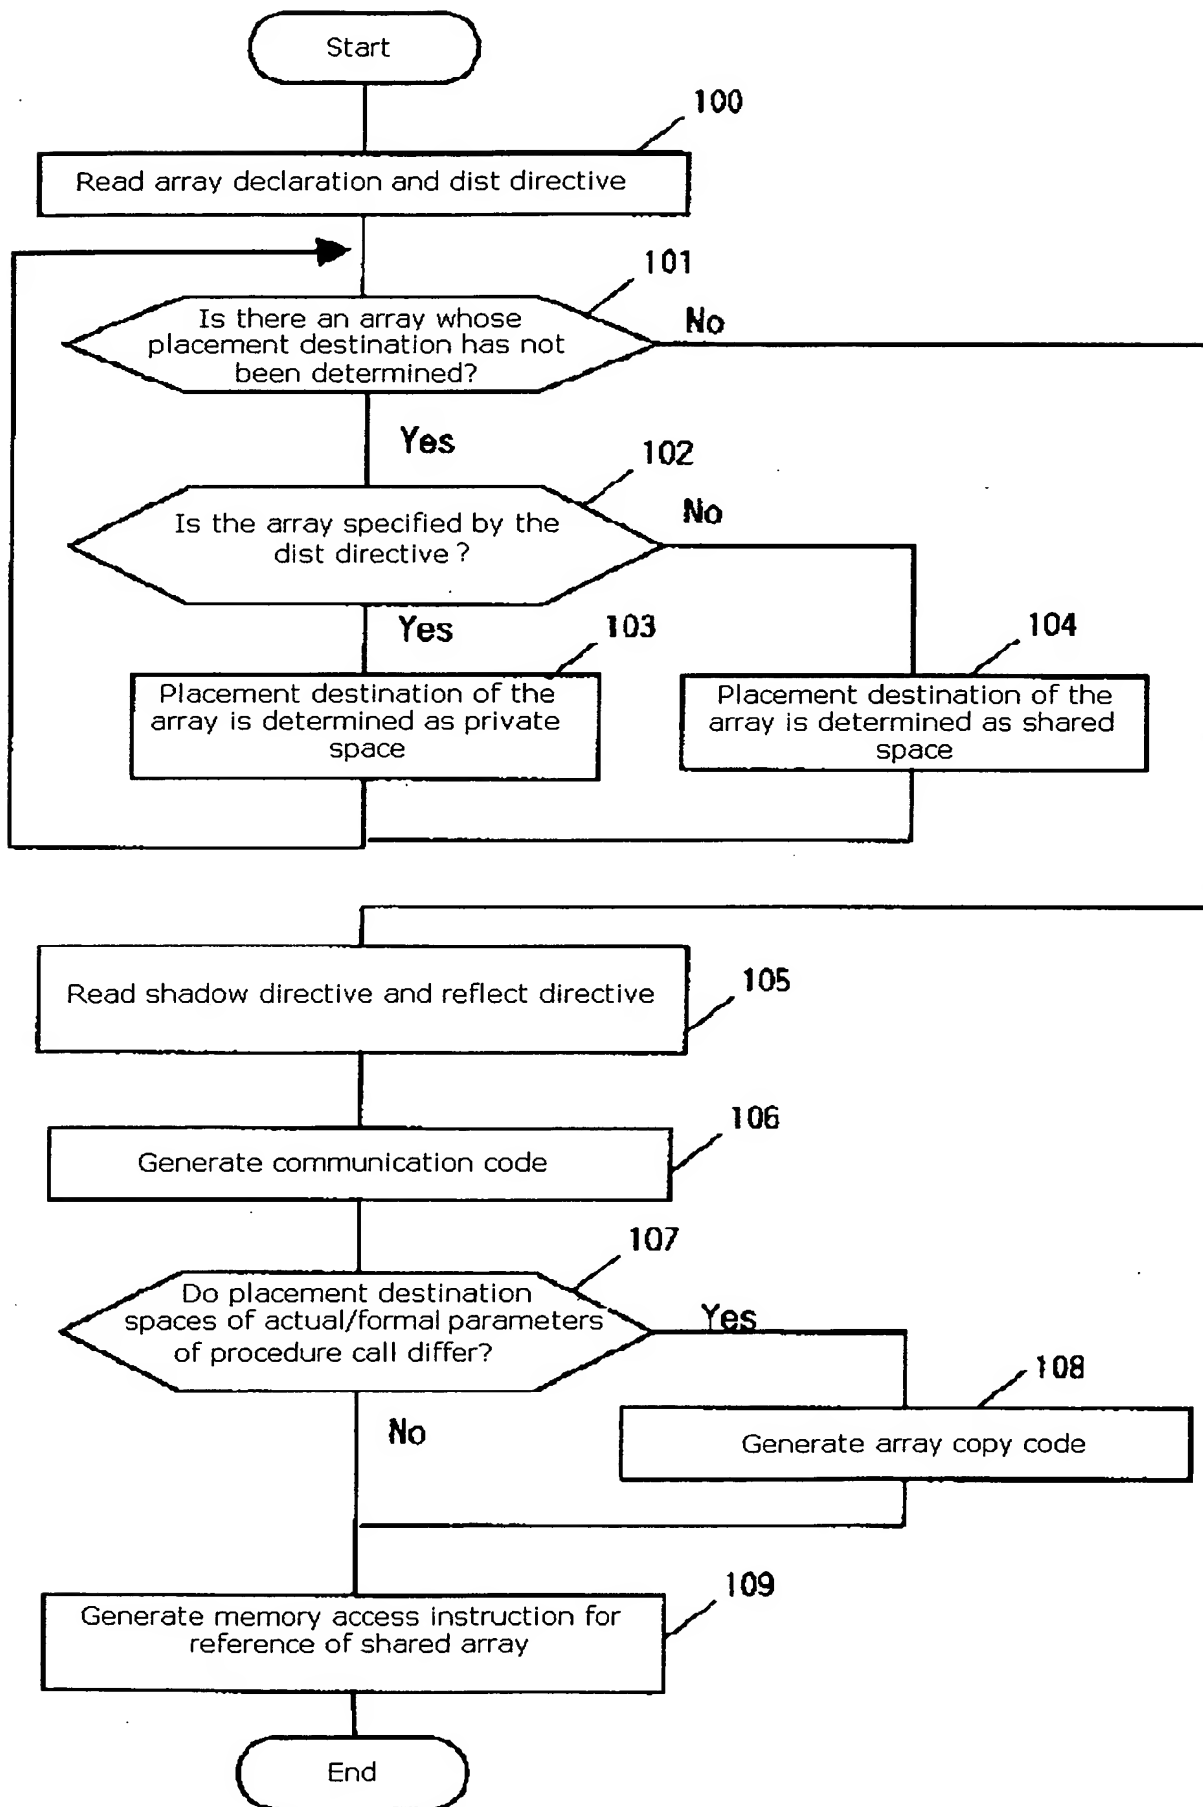 Start
100
Read array declaration and dist directive
101
Is there an array whose
placement destination has not
been determined?
No
Yes
102
Is the array specified by the
dist directive ?
No
Yes
103
Placement destination of the
array is determined as private
space
104
Placement destination of the
array is determined as shared
space
Read shadow directive and reflect directive
105
Generate communication code
106
107
Do placement destination
spaces of actual/formal parameters
of procedure call differ?
Yes
108
Generate array copy code
No
Generate memory access instruction for
reference of shared array
109
End